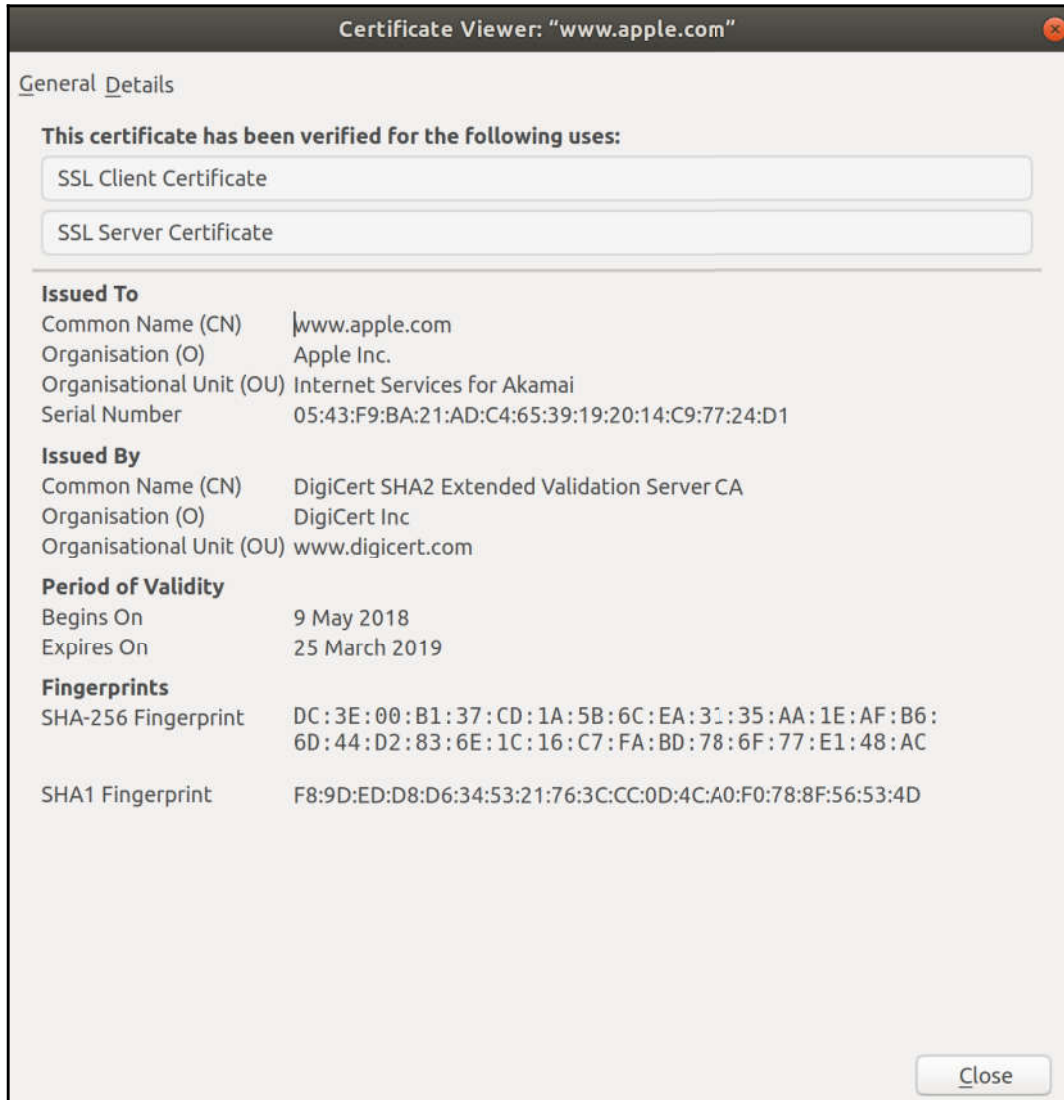 Certificate Viewer: “www.apple.com”
General Details
This certificate has been verified for the following uses:
SSL Client Certificate
SSL Server Certificate
Issued To
Common Name (CN) www.apple.com
Organisation (O) Apple Inc.
Organisational Unit (OU) Internet Services for Akamai
Serial Number 05:43:F9:BA:21:AD:C4:65:39:19:20:14:C9:77:24:D1
Issued By
Common Name (CN) DigiCert SHA2 Extended Validation Server CA
Organisation (O) DigiCert Inc
Organisational Unit (OU) www.digicert.com
Period of Validity
Begins On 9 May 2018
Expires On 25 March 2019
Fingerprints
SHA-256 Fingerprint DC:3E:00:B1:37:CD:1A:5B:6C:EA:31:35:AA:1E:AF:B6:
6D:44:D2:83:6E:1C:16:C7:FA:BD:78:6F:77:E1:48:AC
SHA1 Fingerprint F8:9D:ED:D8:D6:34:53:21:76:3C:CC:0D:4C:A0:F0:78:8F:56:53:4D
Close